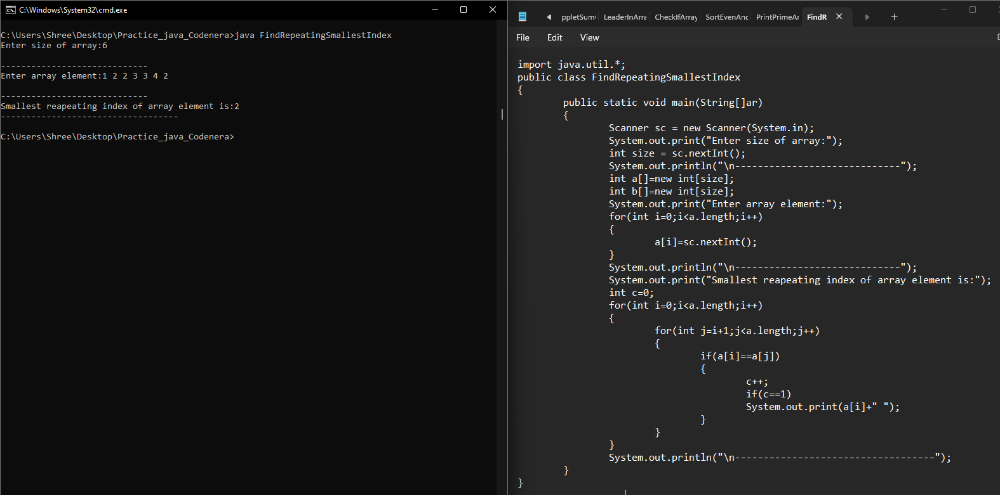 C:\Windows\System32\cmd.exe
C:\Users\Shree\Desktop\Practice_java_Codenera>java FindRepeatingSmallestIndex
Enter size of array:6
-----------------------------
Enter array element:1 2 2 3 3 4 2
-----------------------------
Smallest reapeating index of array element is:2
-----------------------------------
C:\Users\Shree\Desktop\Practice_java_Codenera>
ppletSum LeaderInArra CheckIfArray SortEvenAnc PrintPrimeAr FindR
File Edit View
import java.util.*;
public class FindRepeatingSmallestIndex
{
public static void main(String[]ar)
{
Scanner sc = new Scanner(System.in);
System.out.print("Enter size of array:");
int size = sc.nextInt();
System.out.println("\n-----------------------------");
int a[]=new int[size];
int b[]=new int[size];
System.out.print("Enter array element:");
for(int i=0;i<a.length;i++)
{
a[i]=sc.nextInt();
}
System.out.println("\n-----------------------------");
System.out.print("Smallest reapeating index of array element is:");
int c=0;
for(int i=0;i<a.length;i++)
{
for(int j=i+1;j<a.length;j++)
{
if(a[i]==a[j])
{
c++;
if(c==1)
System.out.print(a[i]+" ");
}
}
}
System.out.println("\n-----------------------------------");
}
}